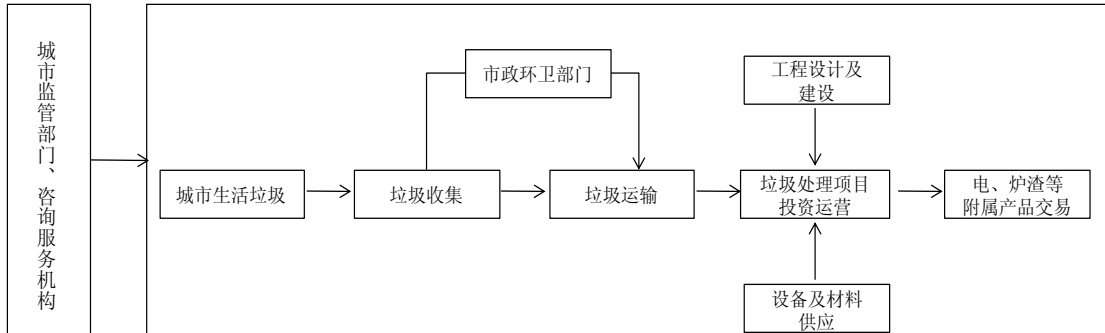 城市监管部门、咨询服务机构
市政环卫部门
工程设计及
建设
城市生活垃圾
垃圾收集
垃圾运输
垃圾处理项目
投资运营
电、炉渣等
附属产品交易
设备及材料
供应